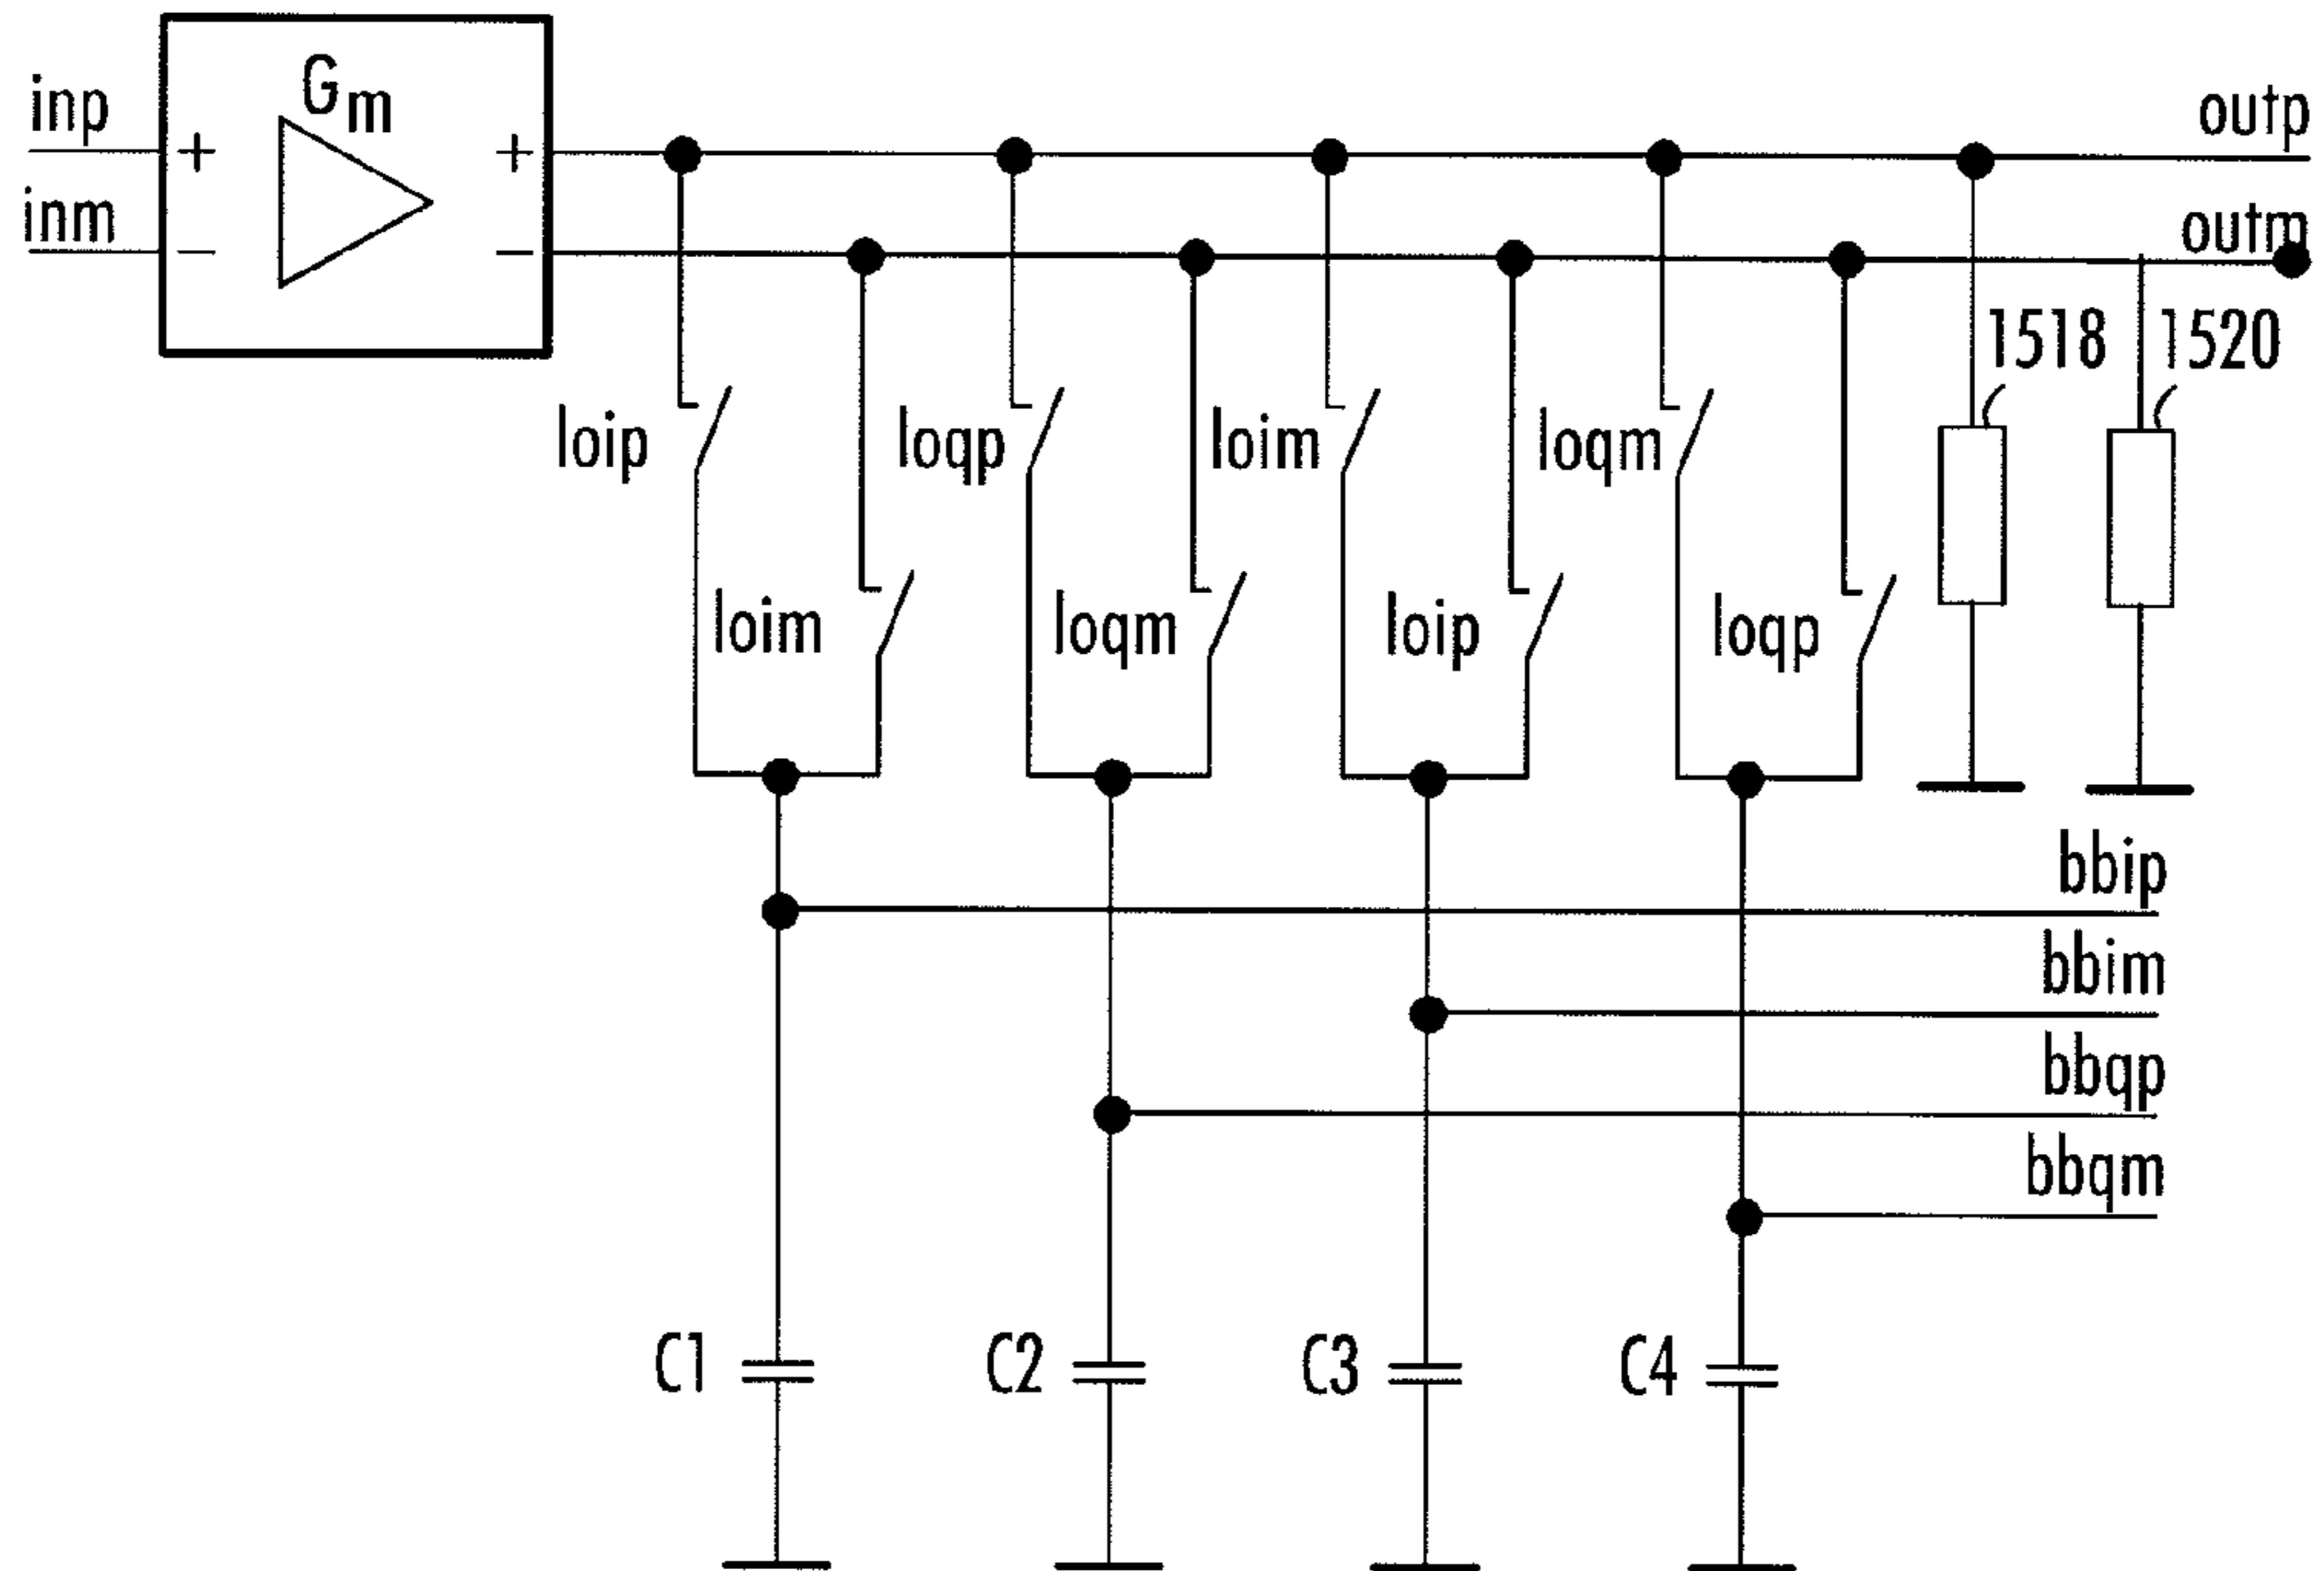 inp
inm
Gm
+
−
+
−
outp
outm
1518
1520
loip
loqp
loim
loqm
loim
loqm
loip
loqp
bbip
bbim
bbqp
bbqm
C1
C2
C3
C4